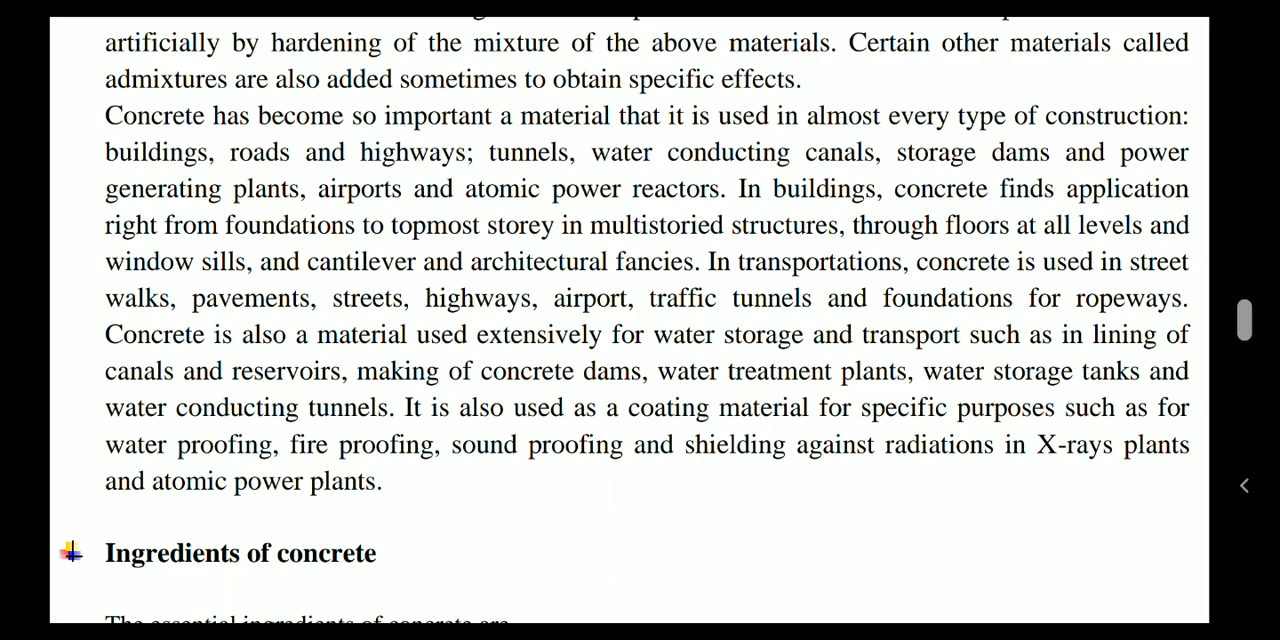 artificially by hardening of the mixture of the above materials. Certain other materials called
admixtures are also added sometimes to obtain specific effects.
Concrete has become so important a material that it is used in almost every type of construction:
buildings, roads and highways; tunnels, water conducting canals, storage dams and power
generating plants, airports and atomic power reactors. In buildings, concrete finds application
right from foundations to topmost storey in multistoried structures, through floors at all levels and
window sills, and cantilever and architectural fancies. In transportations, concrete is used in street
walks, pavements, streets, highways, airport, traffic tunnels and foundations for ropeways.
Concrete is also a material used extensively for water storage and transport such as in lining of
canals and reservoirs, making of concrete dams, water treatment plants, water storage tanks and
water conducting tunnels. It is also used as a coating material for specific purposes such as for
water proofing, fire proofing, sound proofing and shielding against radiations in X-rays plants
and atomic power plants.
Ingredients of concrete
The essential ingredients of concrete are